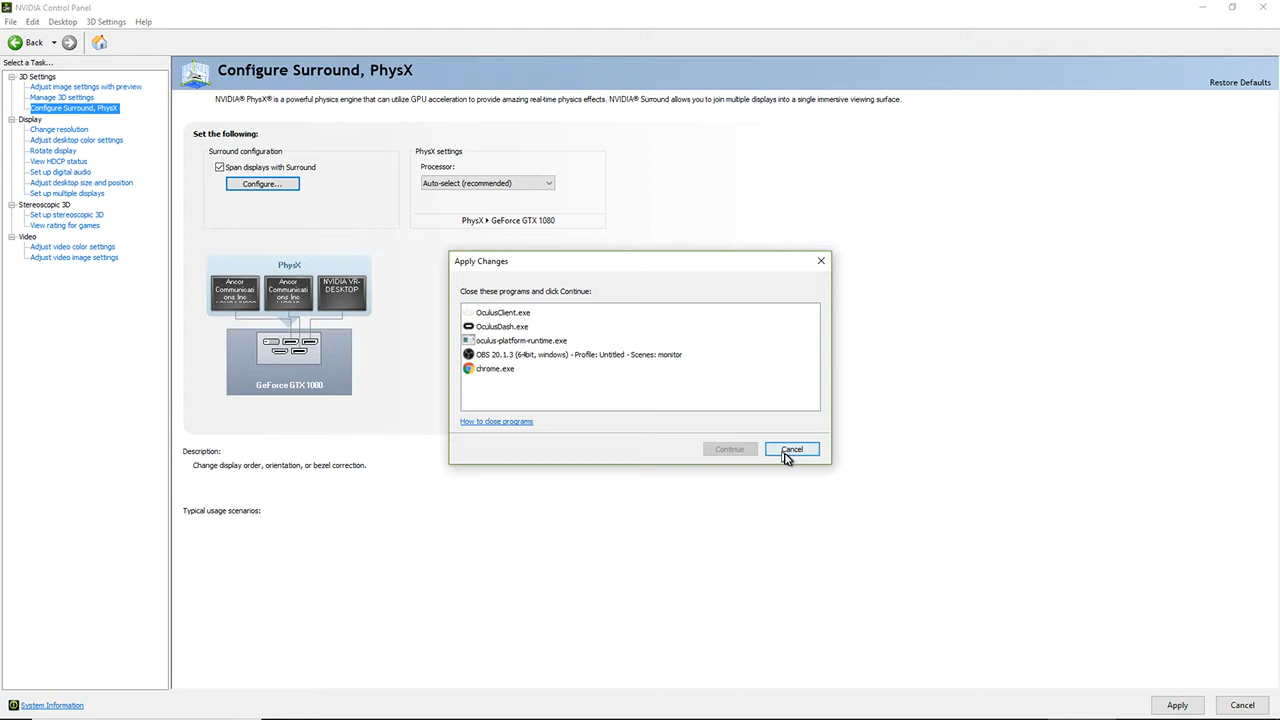 NVIDIA Control Panel
File Edit Desktop 3D Settings Help
Back
Select a Task...
3D Settings
Adjust image settings with preview
Manage 3D settings
Configure Surround, PhysX
Display
Change resolution
Adjust desktop color settings
Rotate display
View HDCP status
Set up digital audio
Adjust desktop size and position
Set up multiple displays
Stereoscopic 3D
Set up stereoscopic 3D
View rating for games
Video
Adjust video color settings
Adjust video image settings
System Information
Configure Surround, PhysX
Restore Defaults
NVIDIA® PhysX® is a powerful physics engine that can utilize GPU acceleration to provide amazing real-time physics effects. NVIDIA® Surround allows you to join multiple displays into a single immersive viewing surface.
Set the following:
Surround configuration
Span displays with Surround
Configure...
PhysX settings
Processor:
Auto-select (recommended)
PhysX GeForce GTX 1080
PhysX
Ancor Communicati ons Inc
Ancor Communicati ons Inc
NVIDIA VR-DESKTOP
GeForce GTX 1080
Description:
Change display order, orientation, or bezel correction.
Typical usage scenarios:
Apply Changes
Close these programs and click Continue:
OculusClient.exe
OculusDash.exe
oculus-platform-runtime.exe
OBS 20.1.3 (64bit, windows) - Profile: Untitled - Scenes: monitor
chrome.exe
How to close programs
Continue Cancel
Apply Cancel